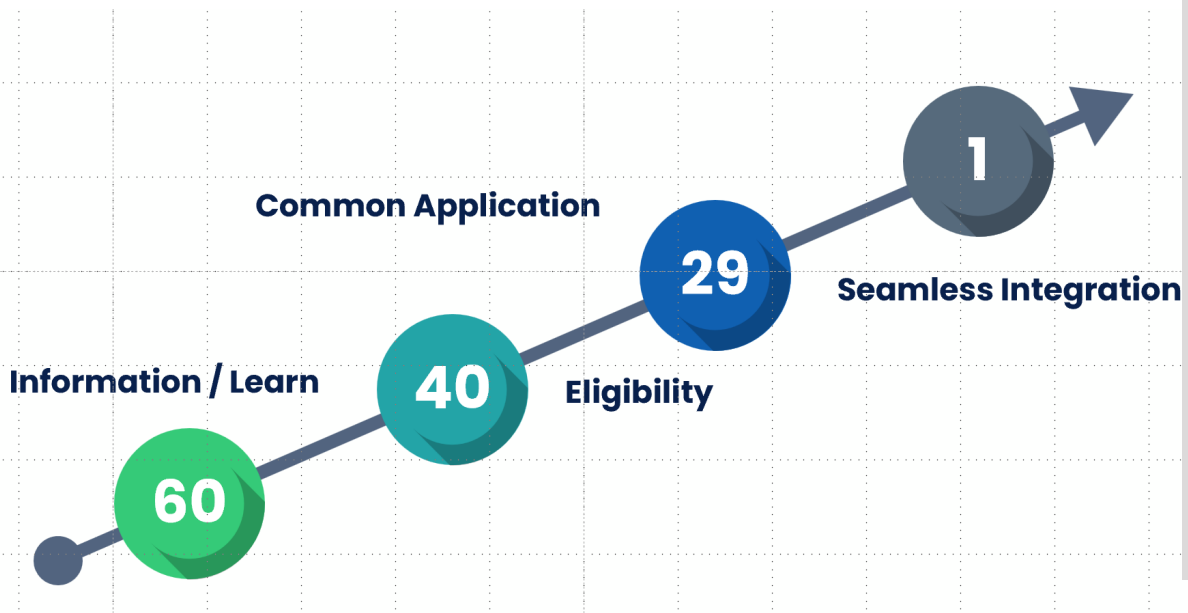 1
Common Application
29
Seamless Integration
Information / Learn
40
Eligibility
60